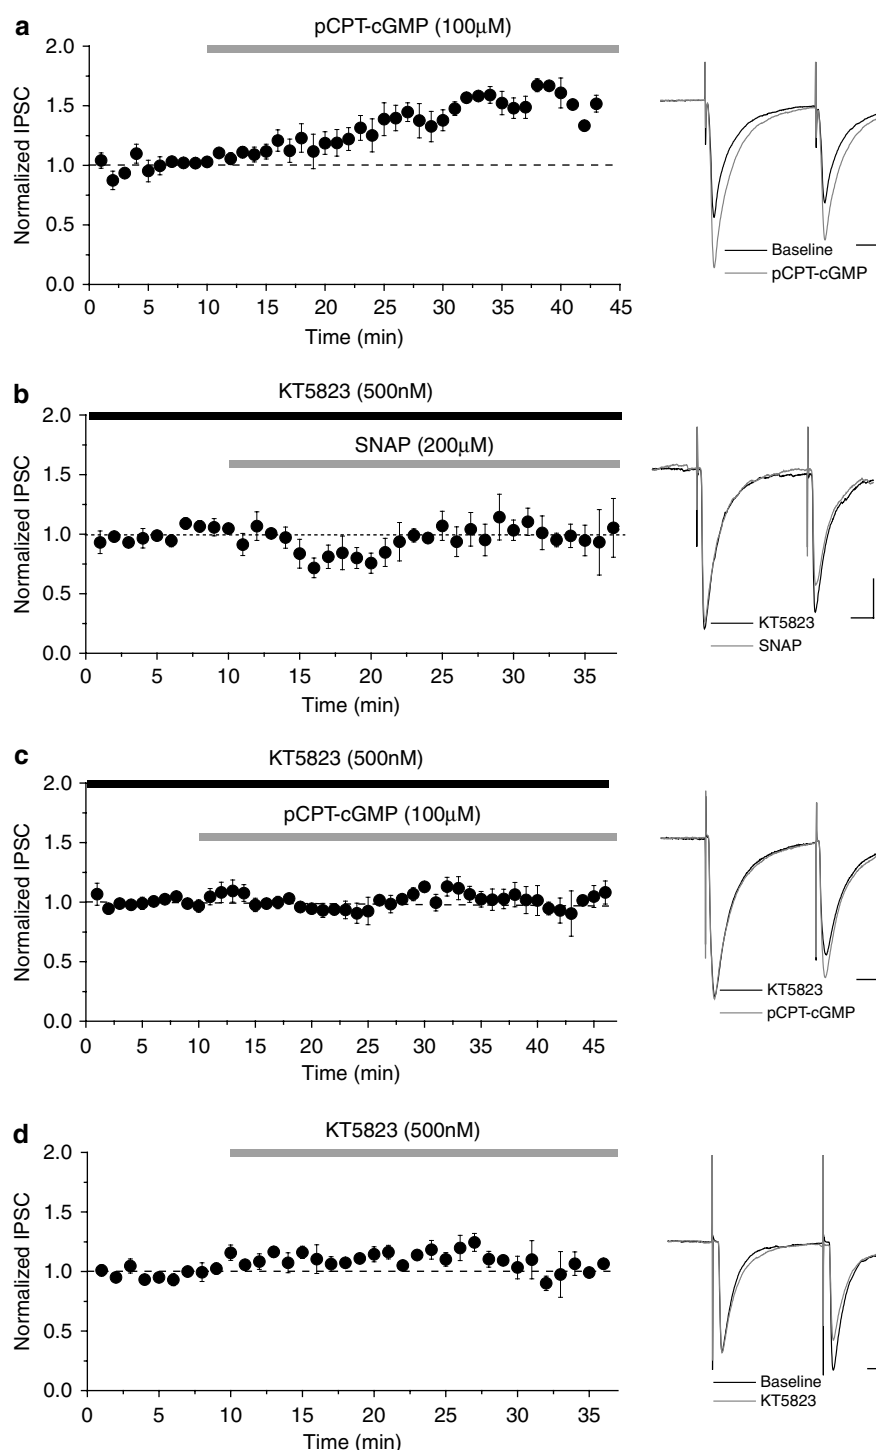 a
pCPT-cGMP (100μM)
2.0
1.5
1.0
0.5
0.0
Normalized IPSC
0 5 10 15 20 25 30 35 40 45
Time (min)
Baseline
pCPT-cGMP
b
KT5823 (500nM)
SNAP (200μM)
2.0
1.5
1.0
0.5
0.0
Normalized IPSC
0 5 10 15 20 25 30 35
Time (min)
KT5823
SNAP
c
KT5823 (500nM)
pCPT-cGMP (100μM)
2.0
1.5
1.0
0.5
0.0
Normalized IPSC
0 5 10 15 20 25 30 35 40 45
Time (min)
KT5823
pCPT-cGMP
d
KT5823 (500nM)
2.0
1.5
1.0
0.5
0.0
Normalized IPSC
0 5 10 15 20 25 30 35
Time (min)
Baseline
KT5823